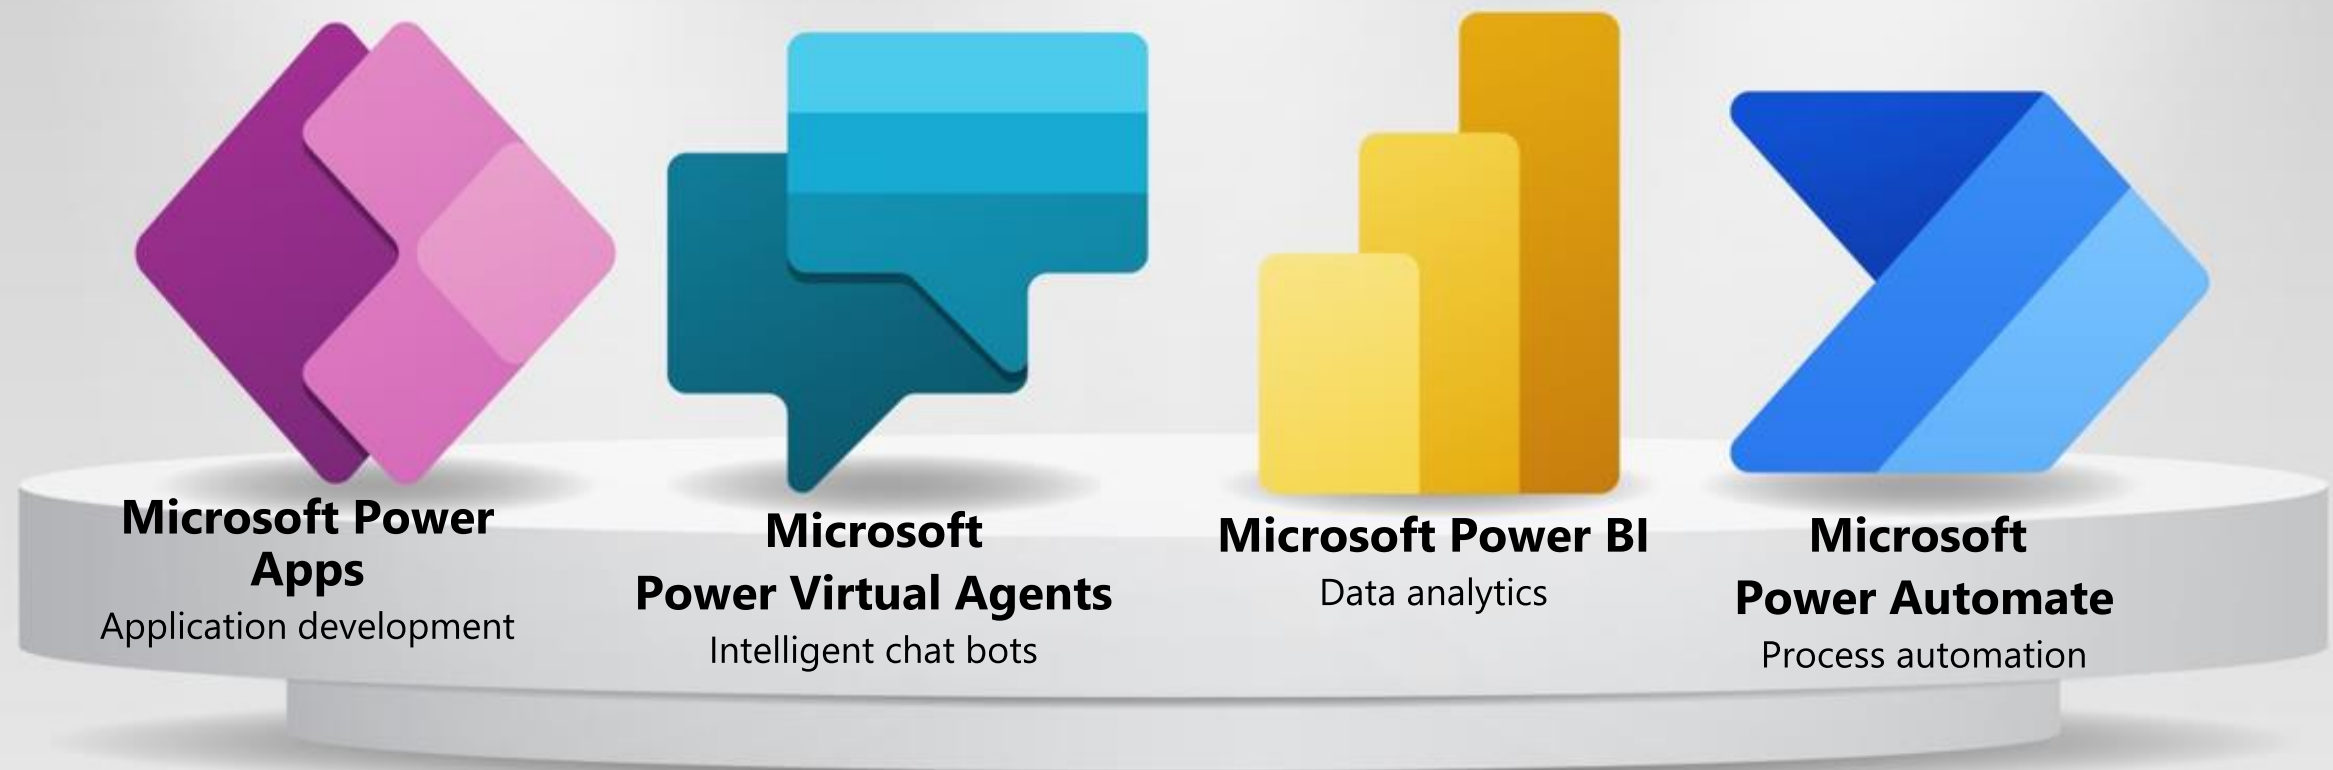 Microsoft Power
Apps
Application development
Microsoft
Power Virtual Agents
Intelligent chat bots
Microsoft Power BI
Data analytics
Microsoft
Power Automate
Process automation